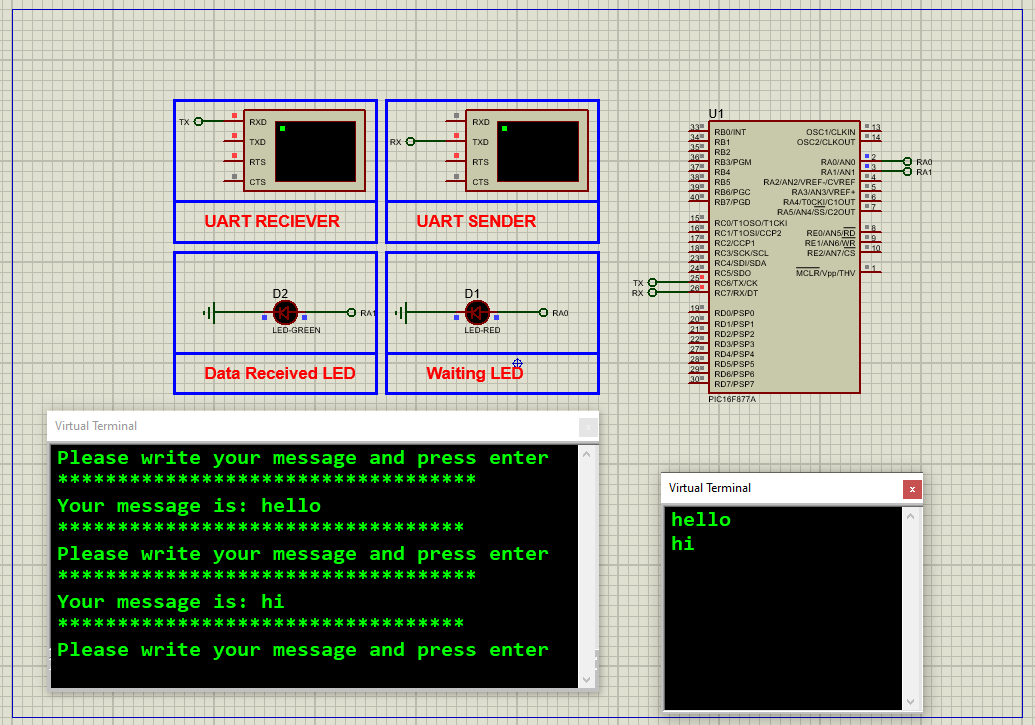 TX
RXD
TXD
RTS
CTS
UART RECIEVER
RX
RXD
TXD
RTS
CTS
UART SENDER
D2
RA1
LED-GREEN
Data Received LED
D1
RA0
LED-RED
Waiting LED
U1
33 RB0/INT
34 RB1
35 RB2
36 RB3/PGM
37 RB4
38 RB5
39 RB6/PGC
40 RB7/PGD
15 RC0/T1OSO/T1CKI
16 RC1/T1OSI/CCP2
17 RC2/CCP1
18 RC3/SCK/SCL
23 RC4/SDI/SDA
24 RC5/SDO
TX 25 RC6/TX/CK
RX 26 RC7/RX/DT
19 RD0/PSP0
20 RD1/PSP1
21 RD2/PSP2
22 RD3/PSP3
27 RD4/PSP4
28 RD5/PSP5
29 RD6/PSP6
30 RD7/PSP7
OSC1/CLKIN 13
OSC2/CLKOUT 14
RA0/AN0 2 RA0
RA1/AN1 3 RA1
RA2/AN2/VREF-/CVREF 4
RA3/AN3/VREF+ 5
RA4/T0CKI/C1OUT 6
RA5/AN4/SS/C2OUT 7
RE0/AN5/RD 8
RE1/AN6/WR 9
RE2/AN7/CS 10
MCLR/Vpp/THV 1
PIC16F877A
Virtual Terminal
Please write your message and press enter
***********************************
Your message is: hello
**********************************
Please write your message and press enter
***********************************
Your message is: hi
**********************************
Please write your message and press enter
Virtual Terminal
x
hello
hi